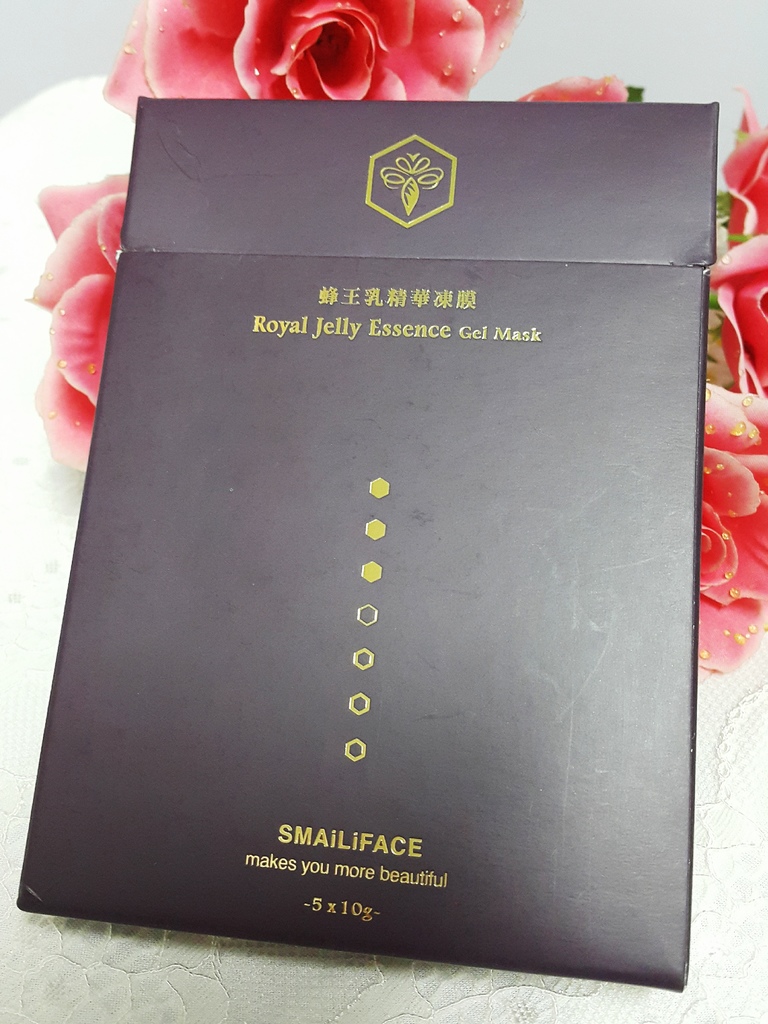 蜂王乳精華凍膜
Royal Jelly Essence Gel Mask
SMAiLiFACE
makes you more beautiful
-5 x 10g-